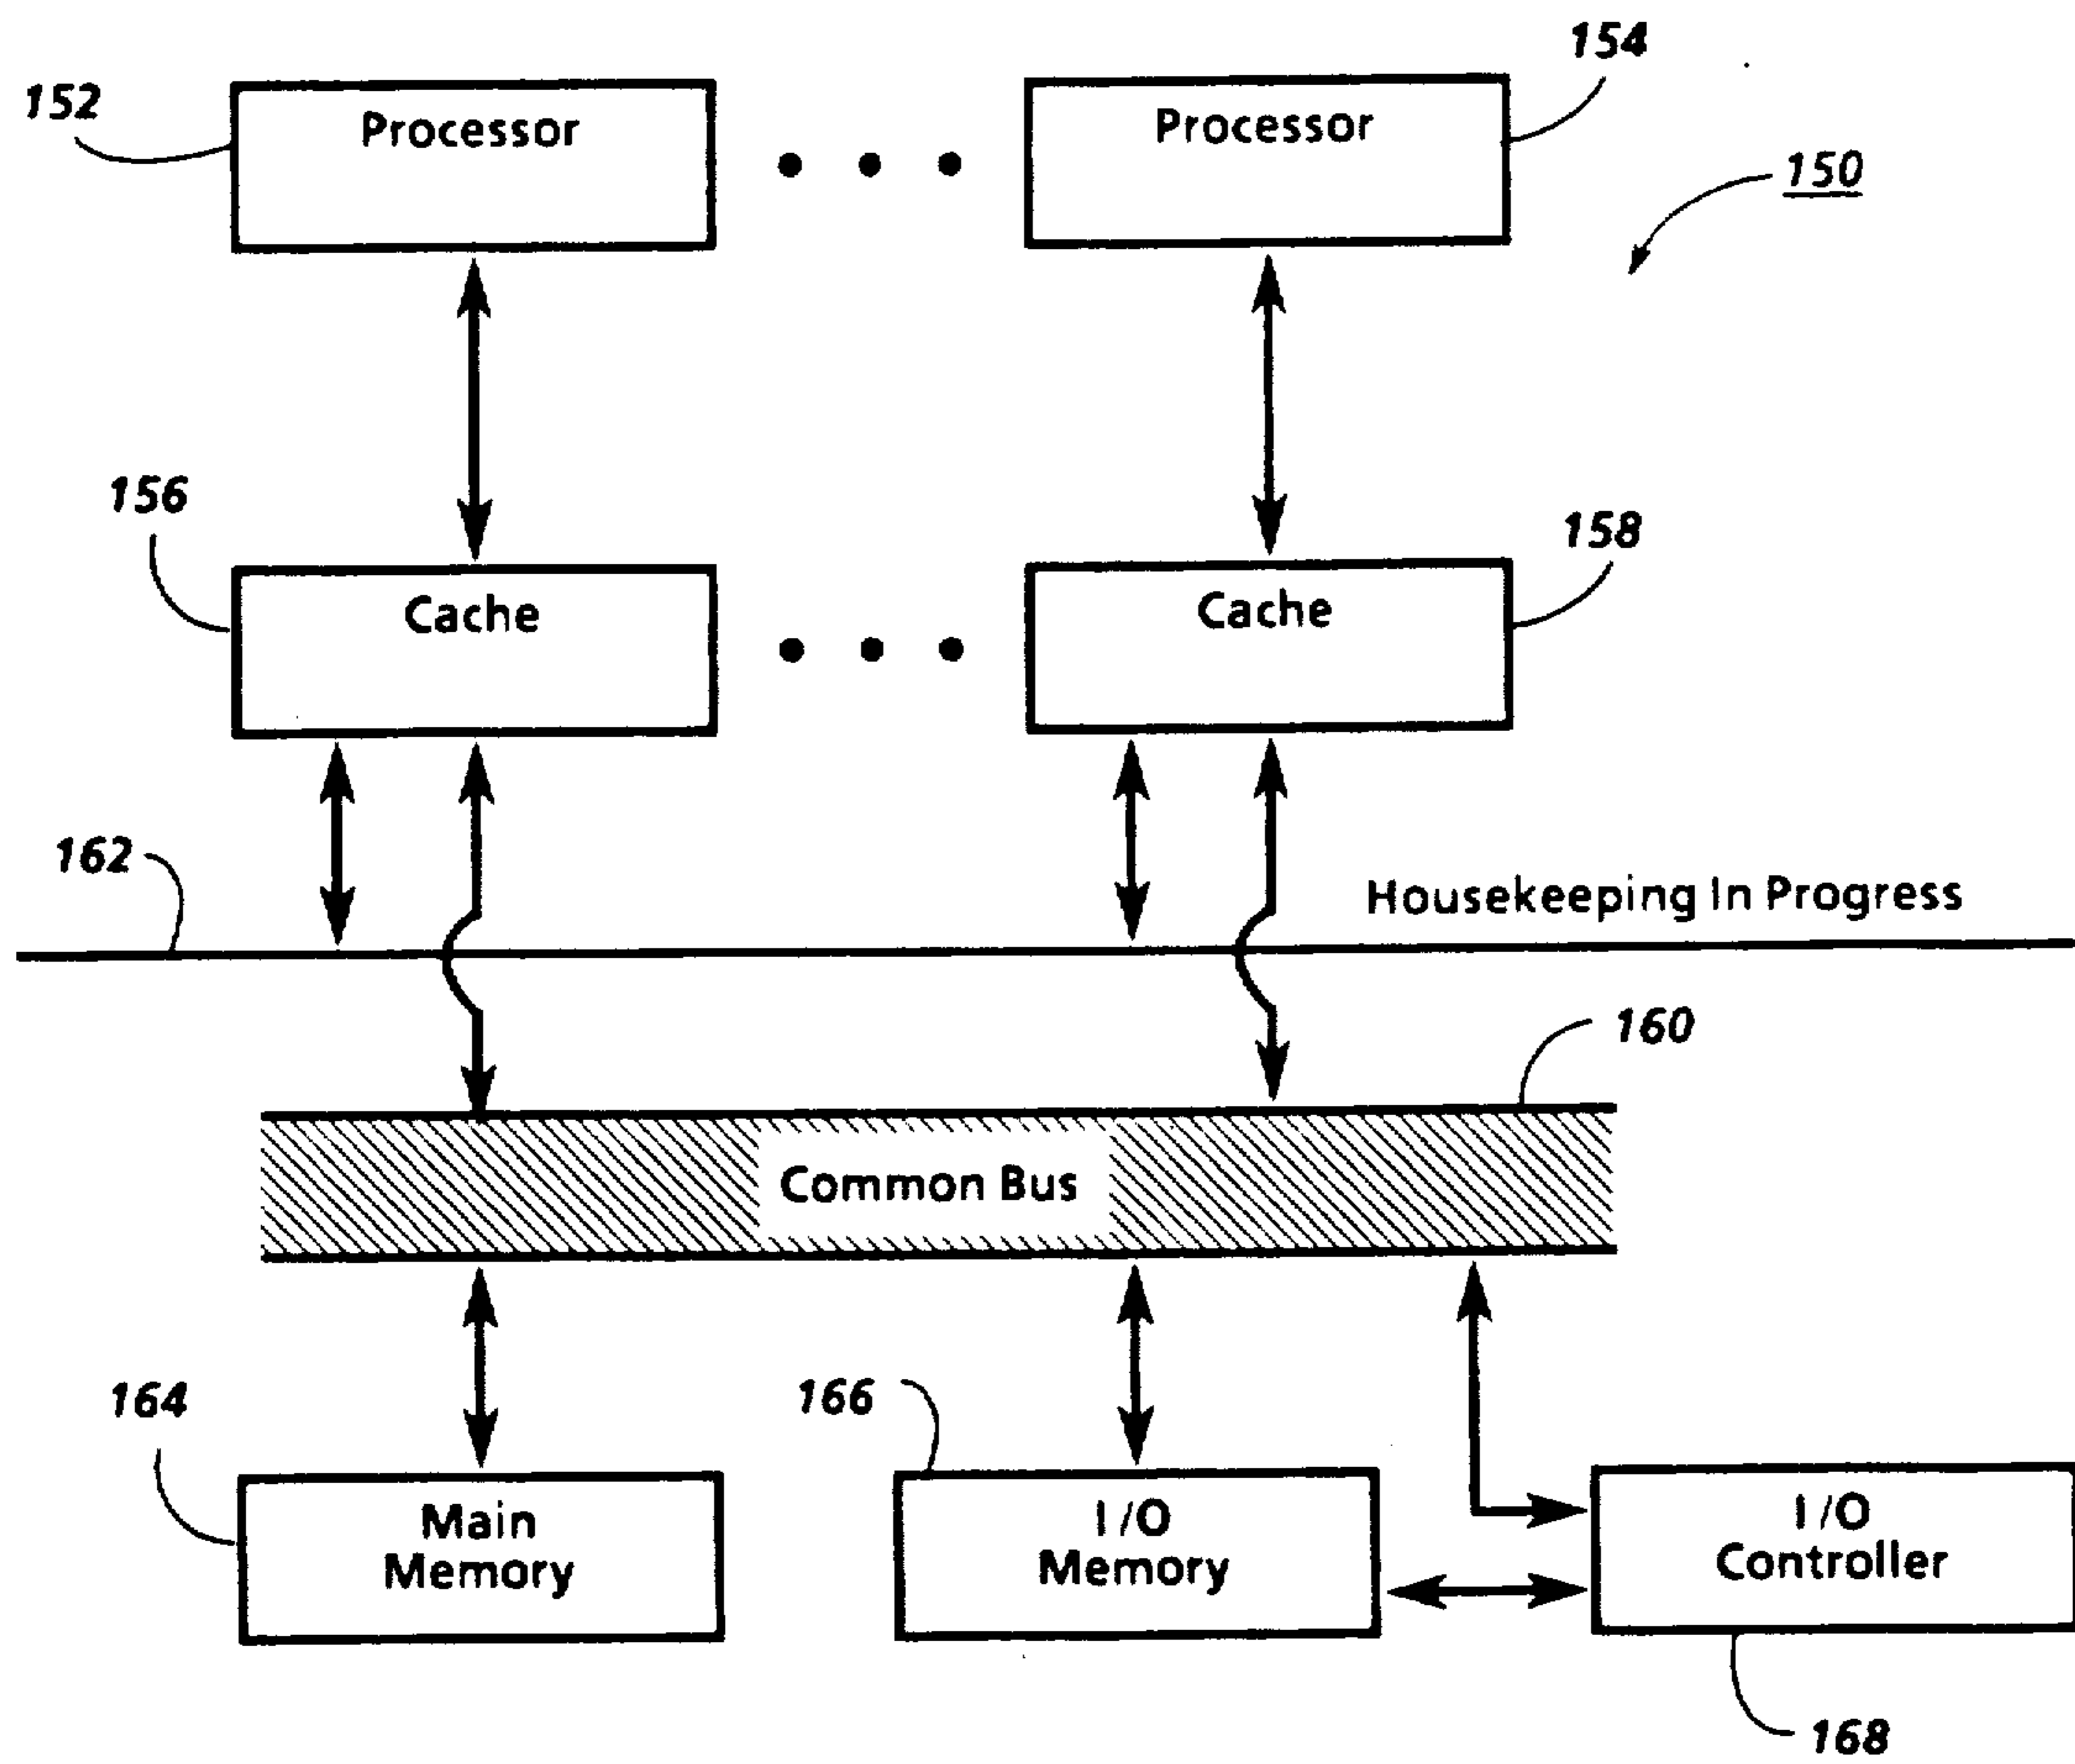 154
152
Processor
Processor
150
156
158
Cache
Cache
162
Housekeeping In Progress
160
Common Bus
164
166
Main
Memory
I/O
Memory
I/O
Controller
168